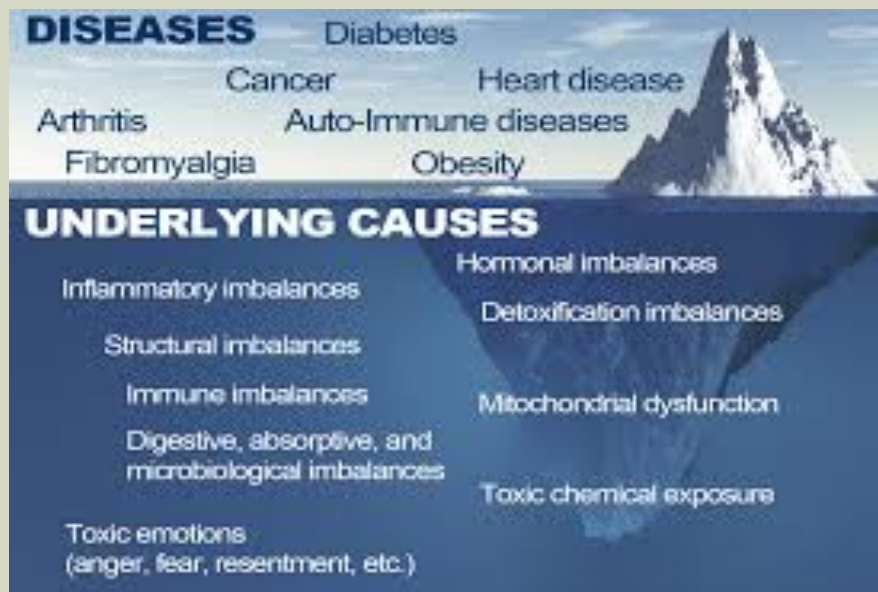 DISEASES Diabetes
Cancer Heart disease
Arthritis Auto-Immune diseases
Fibromyalgia Obesity
UNDERLYING CAUSES
Hormonal imbalances
Inflammatory imbalances
Detoxification imbalances
Structural imbalances
Immune imbalances
Mitochondrial dysfunction
Digestive, absorptive, and
microbiological imbalances
Toxic chemical exposure
Toxic emotions
(anger, fear, resentment, etc.)